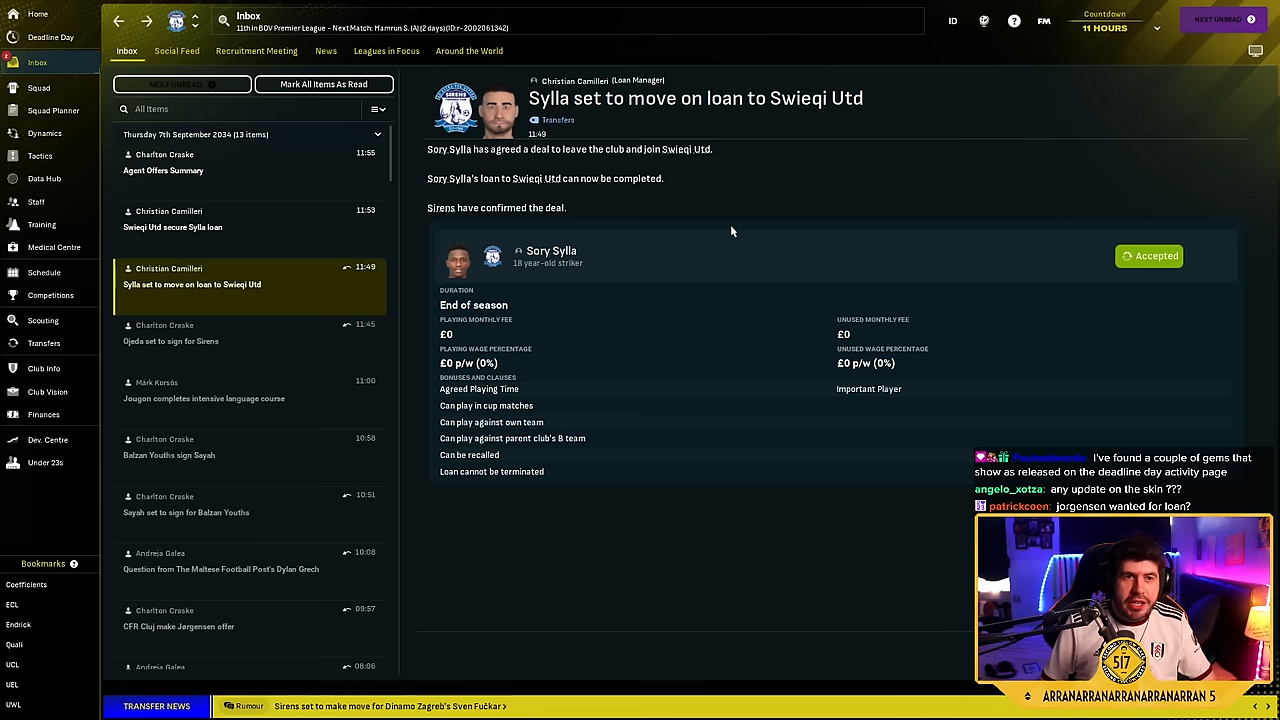 Home
Deadline Day
2
Inbox
Squad
Squad Planner
Dynamics
Tactics
Data Hub
Staff
Training
Medical Centre
Schedule
Competitions
Scouting
Transfers
Club Info
Club Vision
Finances
Dev. Centre
Under 23s
Bookmarks
Coefficients
ECL
Endrick
Quali
UCL
UEL
UWL
Inbox
11th in BOV Premier League - Next Match: Hamrun S. (A) (2 days)(ID:r-2002061342)
ID
FM
Countdown
11 HOURS
NEXT UNREAD
Inbox
Social Feed
Recruitment Meeting
News
Leagues in Focus
Around the World
NEXT UNREAD
Mark All Items As Read
All Items
Thursday 7th September 2034 (13 items)
Charlton Craske 11:55
Agent Offers Summary
Christian Camilleri 11:53
Swieqi Utd secure Sylla loan
Christian Camilleri 11:49
Sylla set to move on loan to Swieqi Utd
Charlton Craske 11:45
Ojeda set to sign for Sirens
Márk Korsós 11:00
Jougon completes intensive language course
Charlton Craske 10:58
Balzan Youths sign Sayah
Charlton Craske 10:51
Sayah set to sign for Balzan Youths
Andreja Galea 10:08
Question from The Maltese Football Post's Dylan Grech
Charlton Craske 09:57
CFR Cluj make Jørgensen offer
Andreja Galea 08:06
SIRENS
Christian Camilleri (Loan Manager)
Sylla set to move on loan to Swieqi Utd
Transfers
11:49
Sory Sylla has agreed a deal to leave the club and join Swieqi Utd.
Sory Sylla's loan to Swieqi Utd can now be completed.
Sirens have confirmed the deal.
Sory Sylla
18 year-old striker
Accepted
DURATION
End of season
PLAYING MONTHLY FEE UNUSED MONTHLY FEE
£0 £0
PLAYING WAGE PERCENTAGE UNUSED WAGE PERCENTAGE
£0 p/w (0%) £0 p/w (0%)
BONUSES AND CLAUSES
Agreed Playing Time Important Player
Can play in cup matches
Can play against own team
Can play against parent club's B team
Can be recalled
Loan cannot be terminated
I've found a couple of gems that
show as released on the deadline day activity page
angelo_xotza: any update on the skin ???
patrickcoen: jorgensen wanted for loan?
517
ARRANARRANARRANARRANARRAN 5
TRANSFER NEWS
Rumour
Sirens set to make move for Dinamo Zagreb's Sven Fučkar>